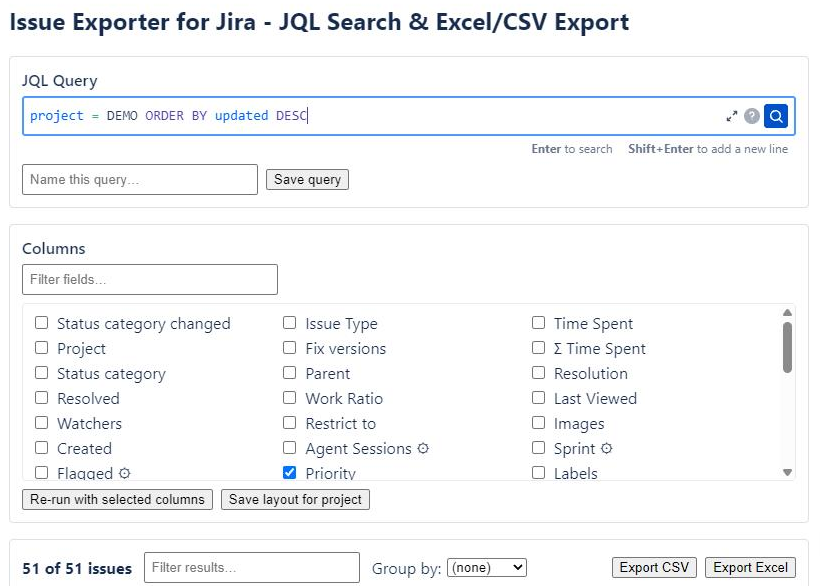 Issue Exporter for Jira - JQL Search & Excel/CSV Export
JQL Query
project = DEMO ORDER BY updated DESC
Enter to search Shift+Enter to add a new line
Name this query... Save query
Columns
Filter fields...
Status category changed Issue Type Time Spent
Project Fix versions Σ Time Spent
Status category Parent Resolution
Resolved Work Ratio Last Viewed
Watchers Restrict to Images
Created Agent Sessions Sprint
Flagged Priority Labels
Re-run with selected columns Save layout for project
51 of 51 issues Filter results... Group by: (none) Export CSV Export Excel